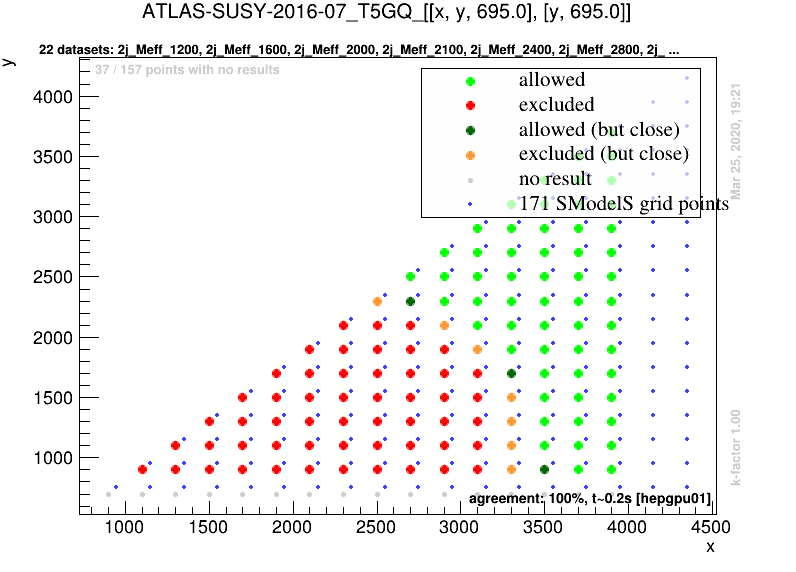 ATLAS-SUSY-2016-07_T5GQ_[[x, y, 695.0], [y, 695.0]]
22 datasets: 2j_Meff_1200, 2j_Meff_1600, 2j_Meff_2000, 2j_Meff_2100, 2j_Meff_2400, 2j_Meff_2800, 2j_ ...
y
37 / 157 points with no results
allowed
excluded
allowed (but close)
excluded (but close)
no result
171 SModelS grid points
Mar 25, 2020, 19:21
k-factor 1.00
4000
3500
3000
2500
2000
1500
1000
agreement: 100%, t~0.2s [hepgpu01]
1000 1500 2000 2500 3000 3500 4000 4500
x